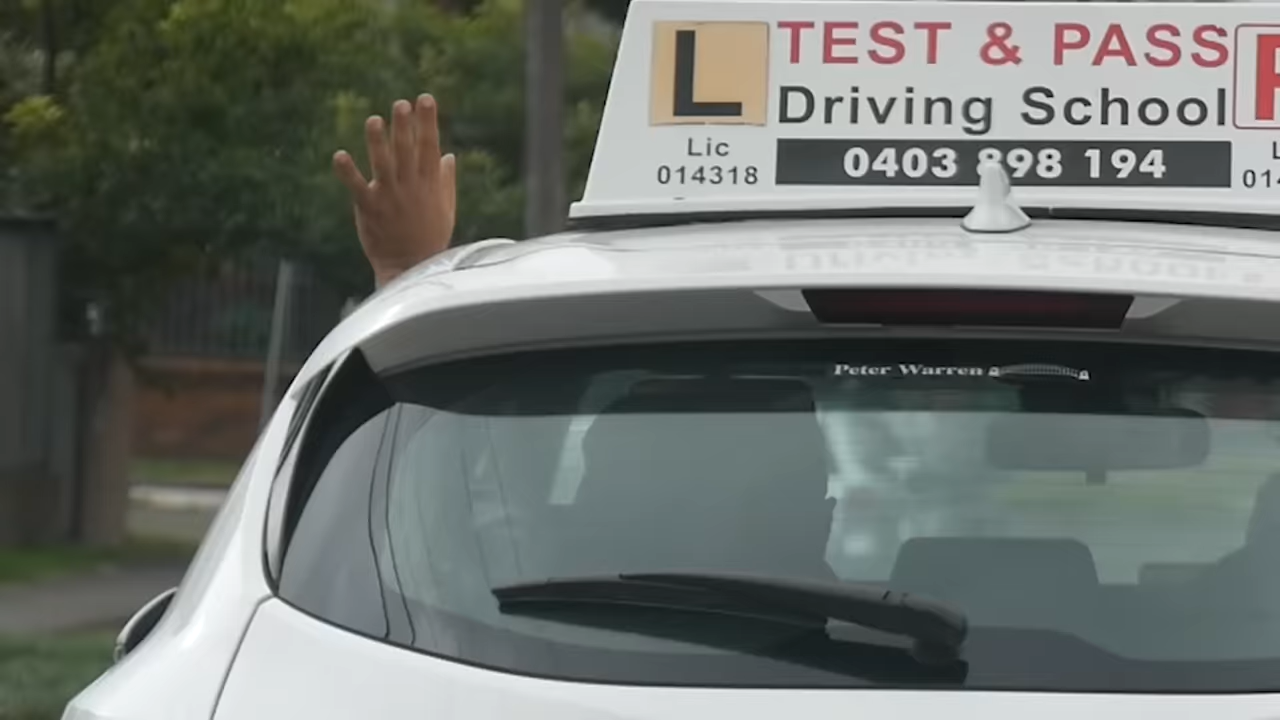 L
TEST & PASS
Driving School
Lic
014318
0403 898 194
Peter Warren